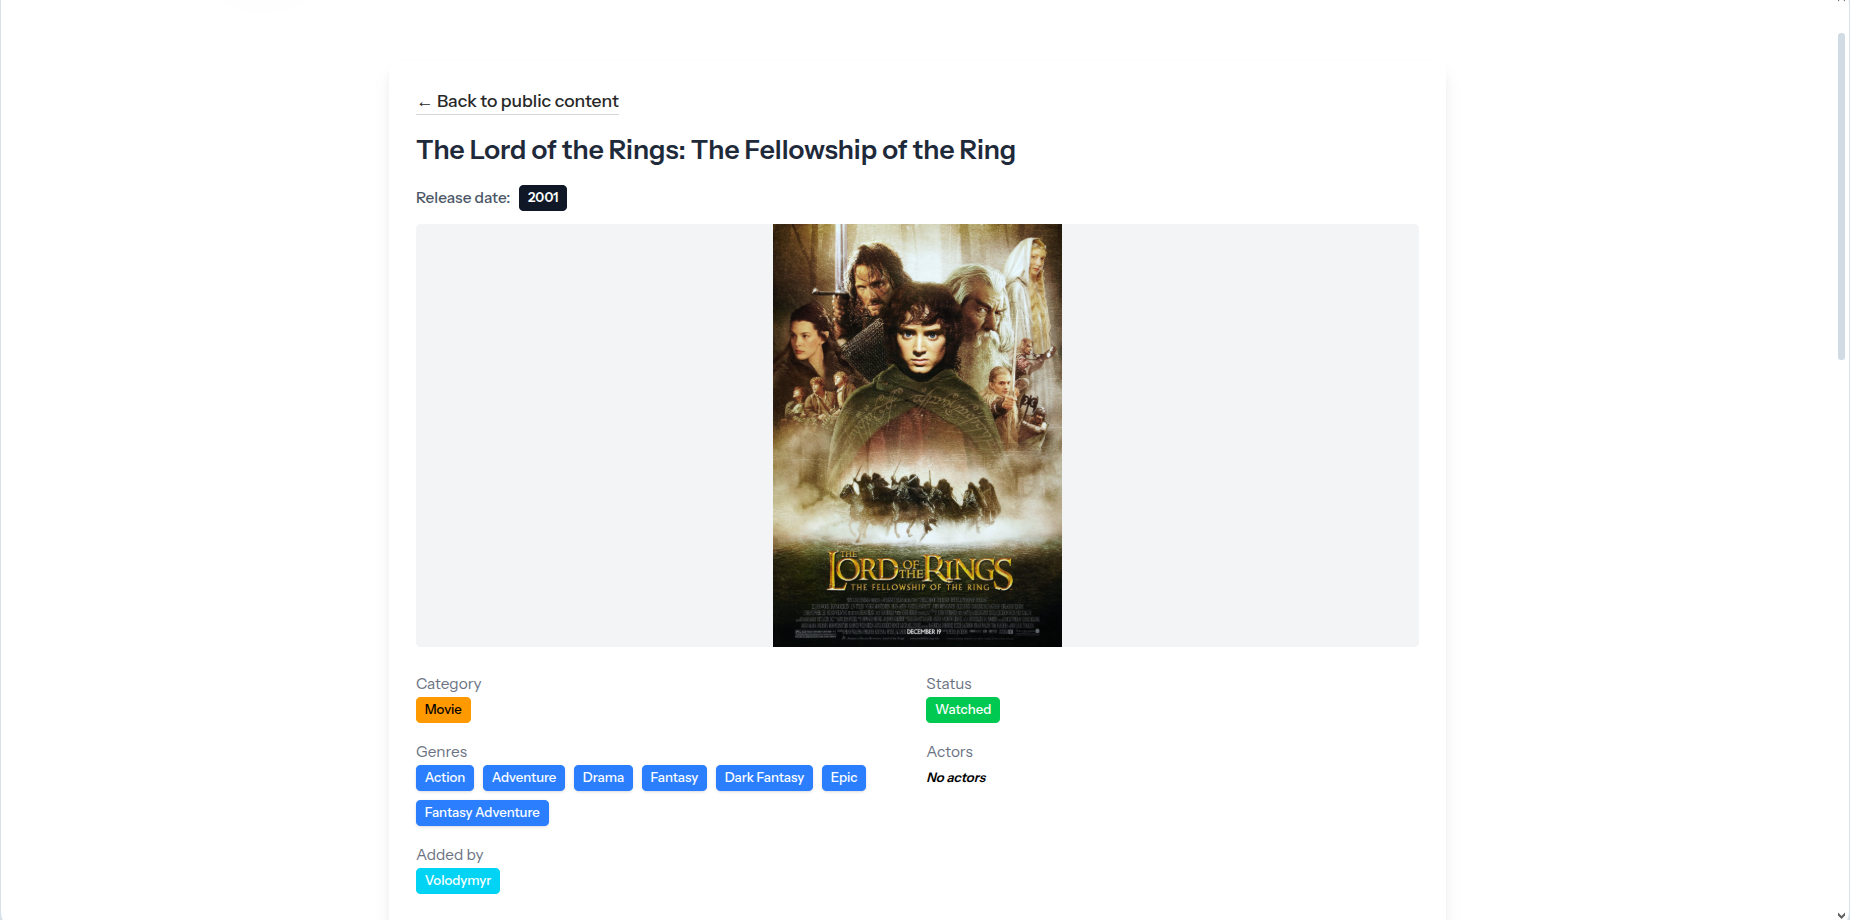 ← Back to public content
The Lord of the Rings: The Fellowship of the Ring
Release date: 2001
THE
LORD OF THE RINGS
THE FELLOWSHIP OF THE RING
DECEMBER 19
Category
Movie
Status
Watched
Genres
Action Adventure Drama Fantasy Dark Fantasy Epic
Fantasy Adventure
Actors
No actors
Added by
Volodymyr